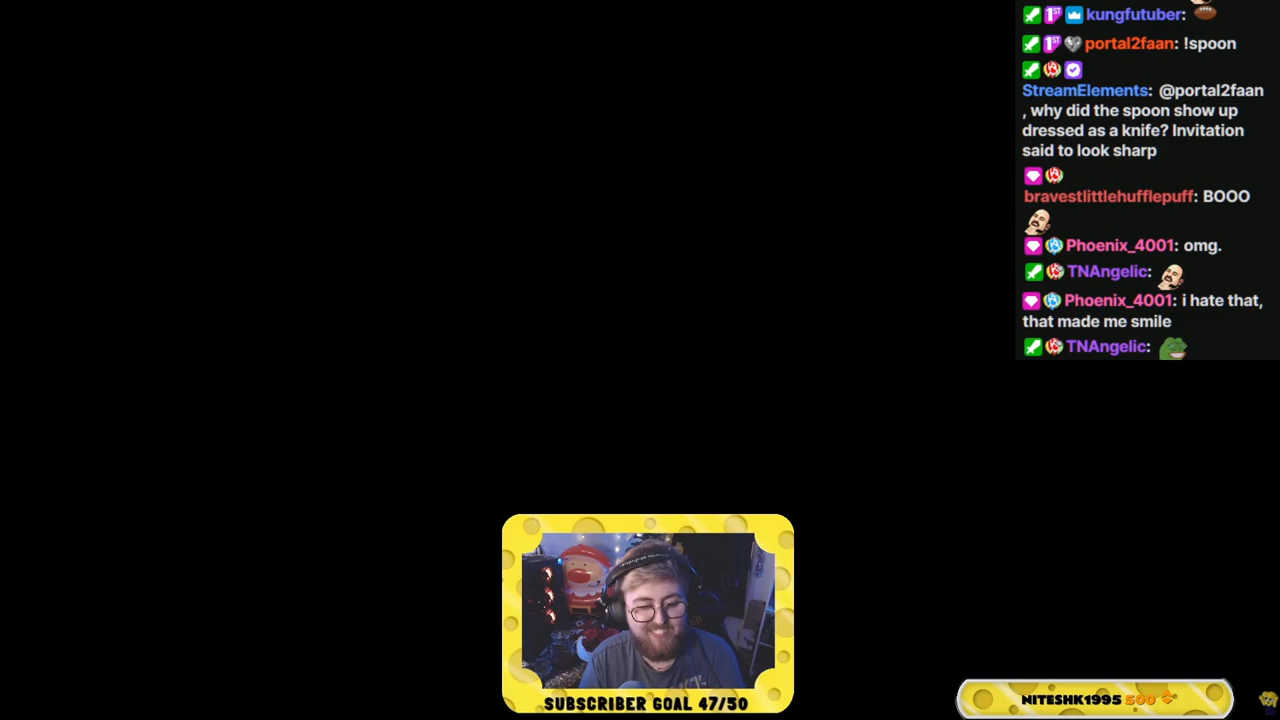 kungfutuber:
portal2faan: !spoon
StreamElements: @portal2faan
, why did the spoon show up
dressed as a knife? Invitation
said to look sharp
bravestlittlehufflepuff: BOOO
Phoenix_4001: omg.
TNAngelic:
Phoenix_4001: i hate that,
that made me smile
TNAngelic:
SUBSCRIBER GOAL 47/50
NITESHK1995 500